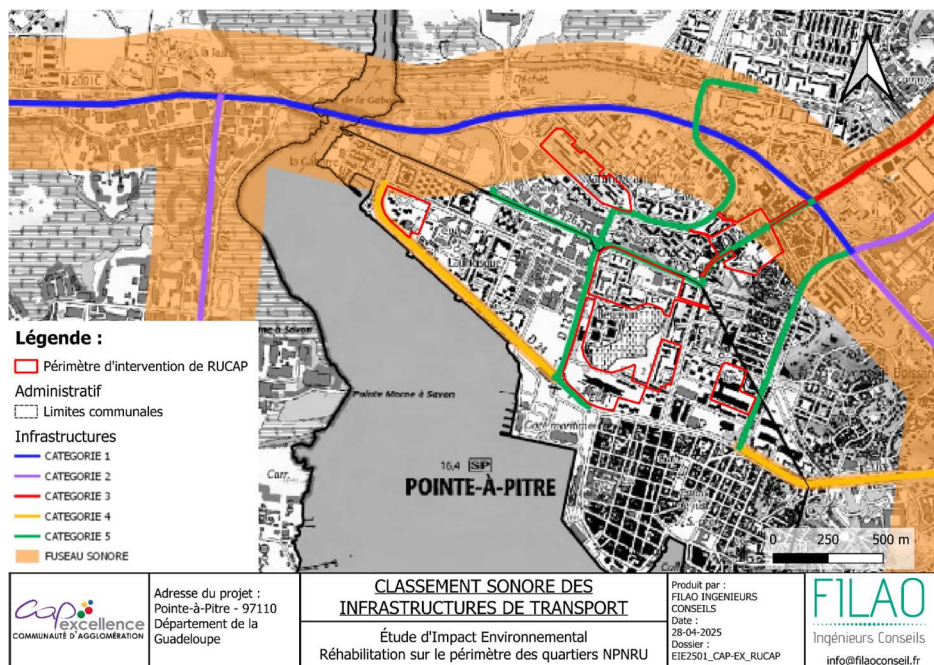 la Gabarre
Lauricisque
Pointe Morne à Savon
16,4 SIP
POINTE-À-PITRE
Légende :
Périmètre d'intervention de RUCAP
Administratif
Limites communales
Infrastructures
CATEGORIE 1
CATEGORIE 2
CATEGORIE 3
CATEGORIE 4
CATEGORIE 5
FUSEAU SONORE
0 250 500 m
Cap excellence
COMMUNAUTÉ D'AGGLOMÉRATION
Adresse du projet :
Pointe-à-Pitre - 97110
Département de la
Guadeloupe
CLASSEMENT SONORE DES
INFRASTRUCTURES DE TRANSPORT
Étude d'Impact Environnemental
Réhabilitation sur le périmètre des quartiers NPNRU
Produit par :
FILAO INGENIEURS
CONSEILS
Date :
28-04-2025
Dossier :
EIE2501_CAP-EX_RUCAP
FILAO
Ingénieurs Conseils
info@filaoconseil.fr